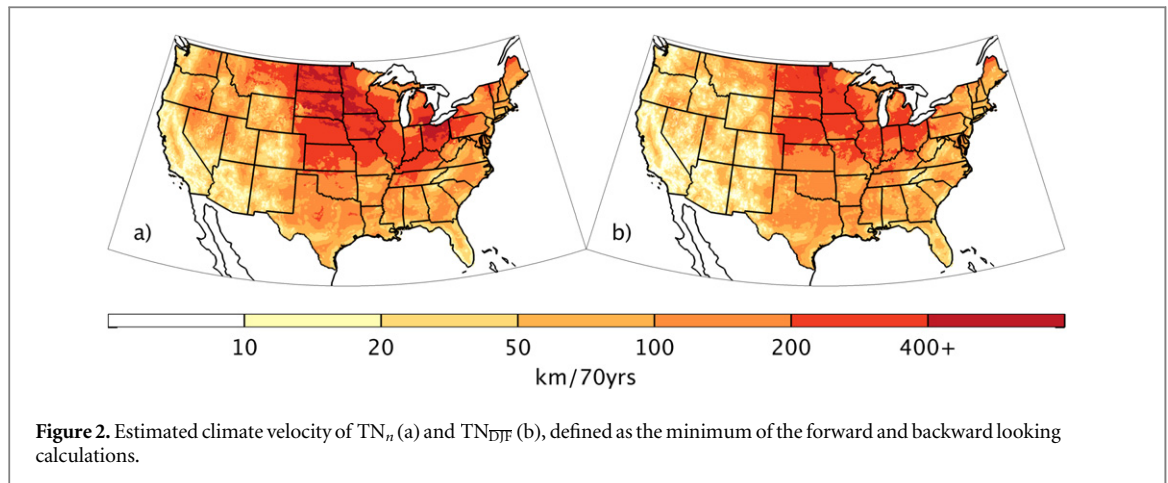 a)
b)
10 20 50 100 200 400+
km/70yrs
Figure 2. Estimated climate velocity of TNₙ (a) and TN_D̅J̅F̅ (b), defined as the minimum of the forward and backward looking
calculations.